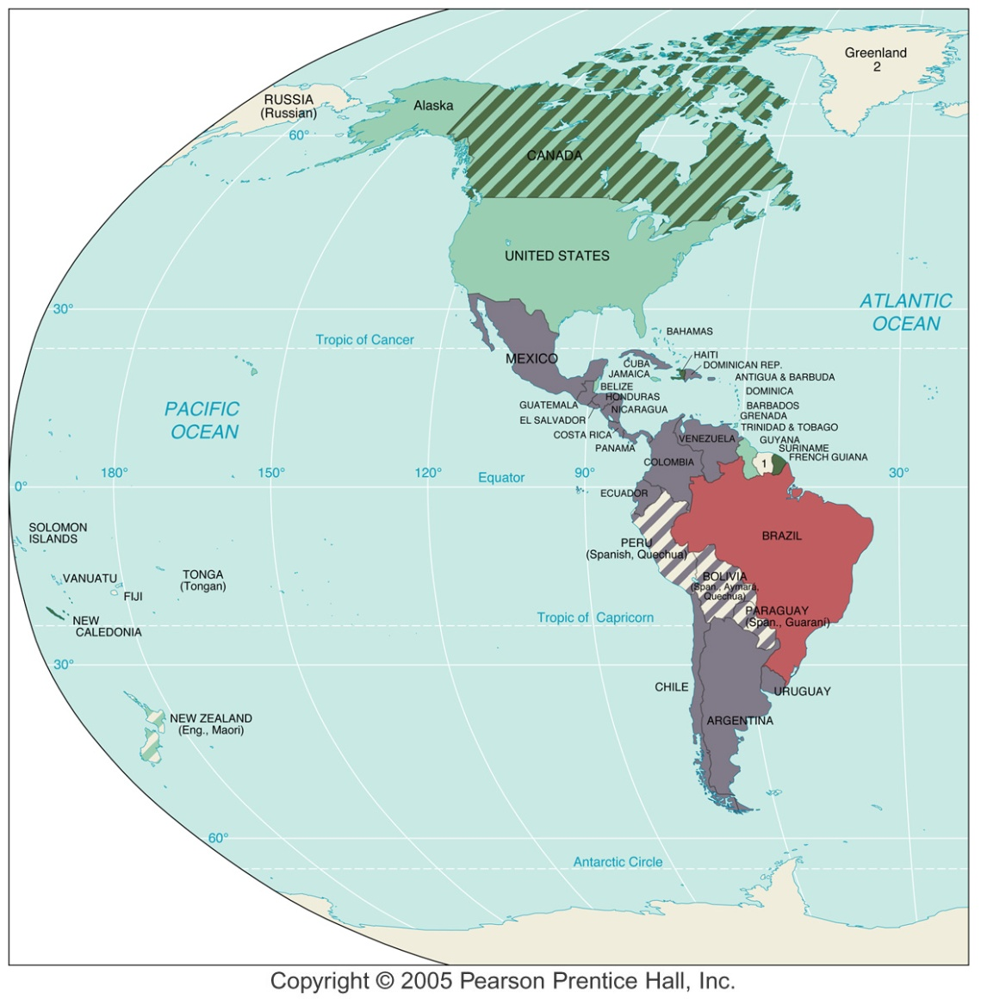 Greenland
2
RUSSIA
(Russian)
Alaska
60°
CANADA
UNITED STATES
ATLANTIC
OCEAN
30°
Tropic of Cancer
BAHAMAS
MEXICO
HAITI
CUBA
DOMINICAN REP.
JAMAICA
ANTIGUA & BARBUDA
BELIZE
DOMINICA
HONDURAS
GUATEMALA
BARBADOS
NICARAGUA
PACIFIC
OCEAN
GRENADA
EL SALVADOR
TRINIDAD & TOBAGO
COSTA RICA
VENEZUELA
GUYANA
PANAMA
SURINAME
FRENCH GUIANA
COLOMBIA
1
180°
150°
120°
Equator
90°
30°
0°
ECUADOR
SOLOMON
ISLANDS
BRAZIL
PERU
(Spanish, Quechua)
VANUATU
TONGA
(Tongan)
BOLIVIA
(Span., Aymará,
Quechua)
FIJI
PARAGUAY
(Span., Guaraní)
NEW
CALEDONIA
Tropic of Capricorn
30°
CHILE
URUGUAY
NEW ZEALAND
(Eng., Maori)
ARGENTINA
60°
Antarctic Circle
Copyright © 2005 Pearson Prentice Hall, Inc.